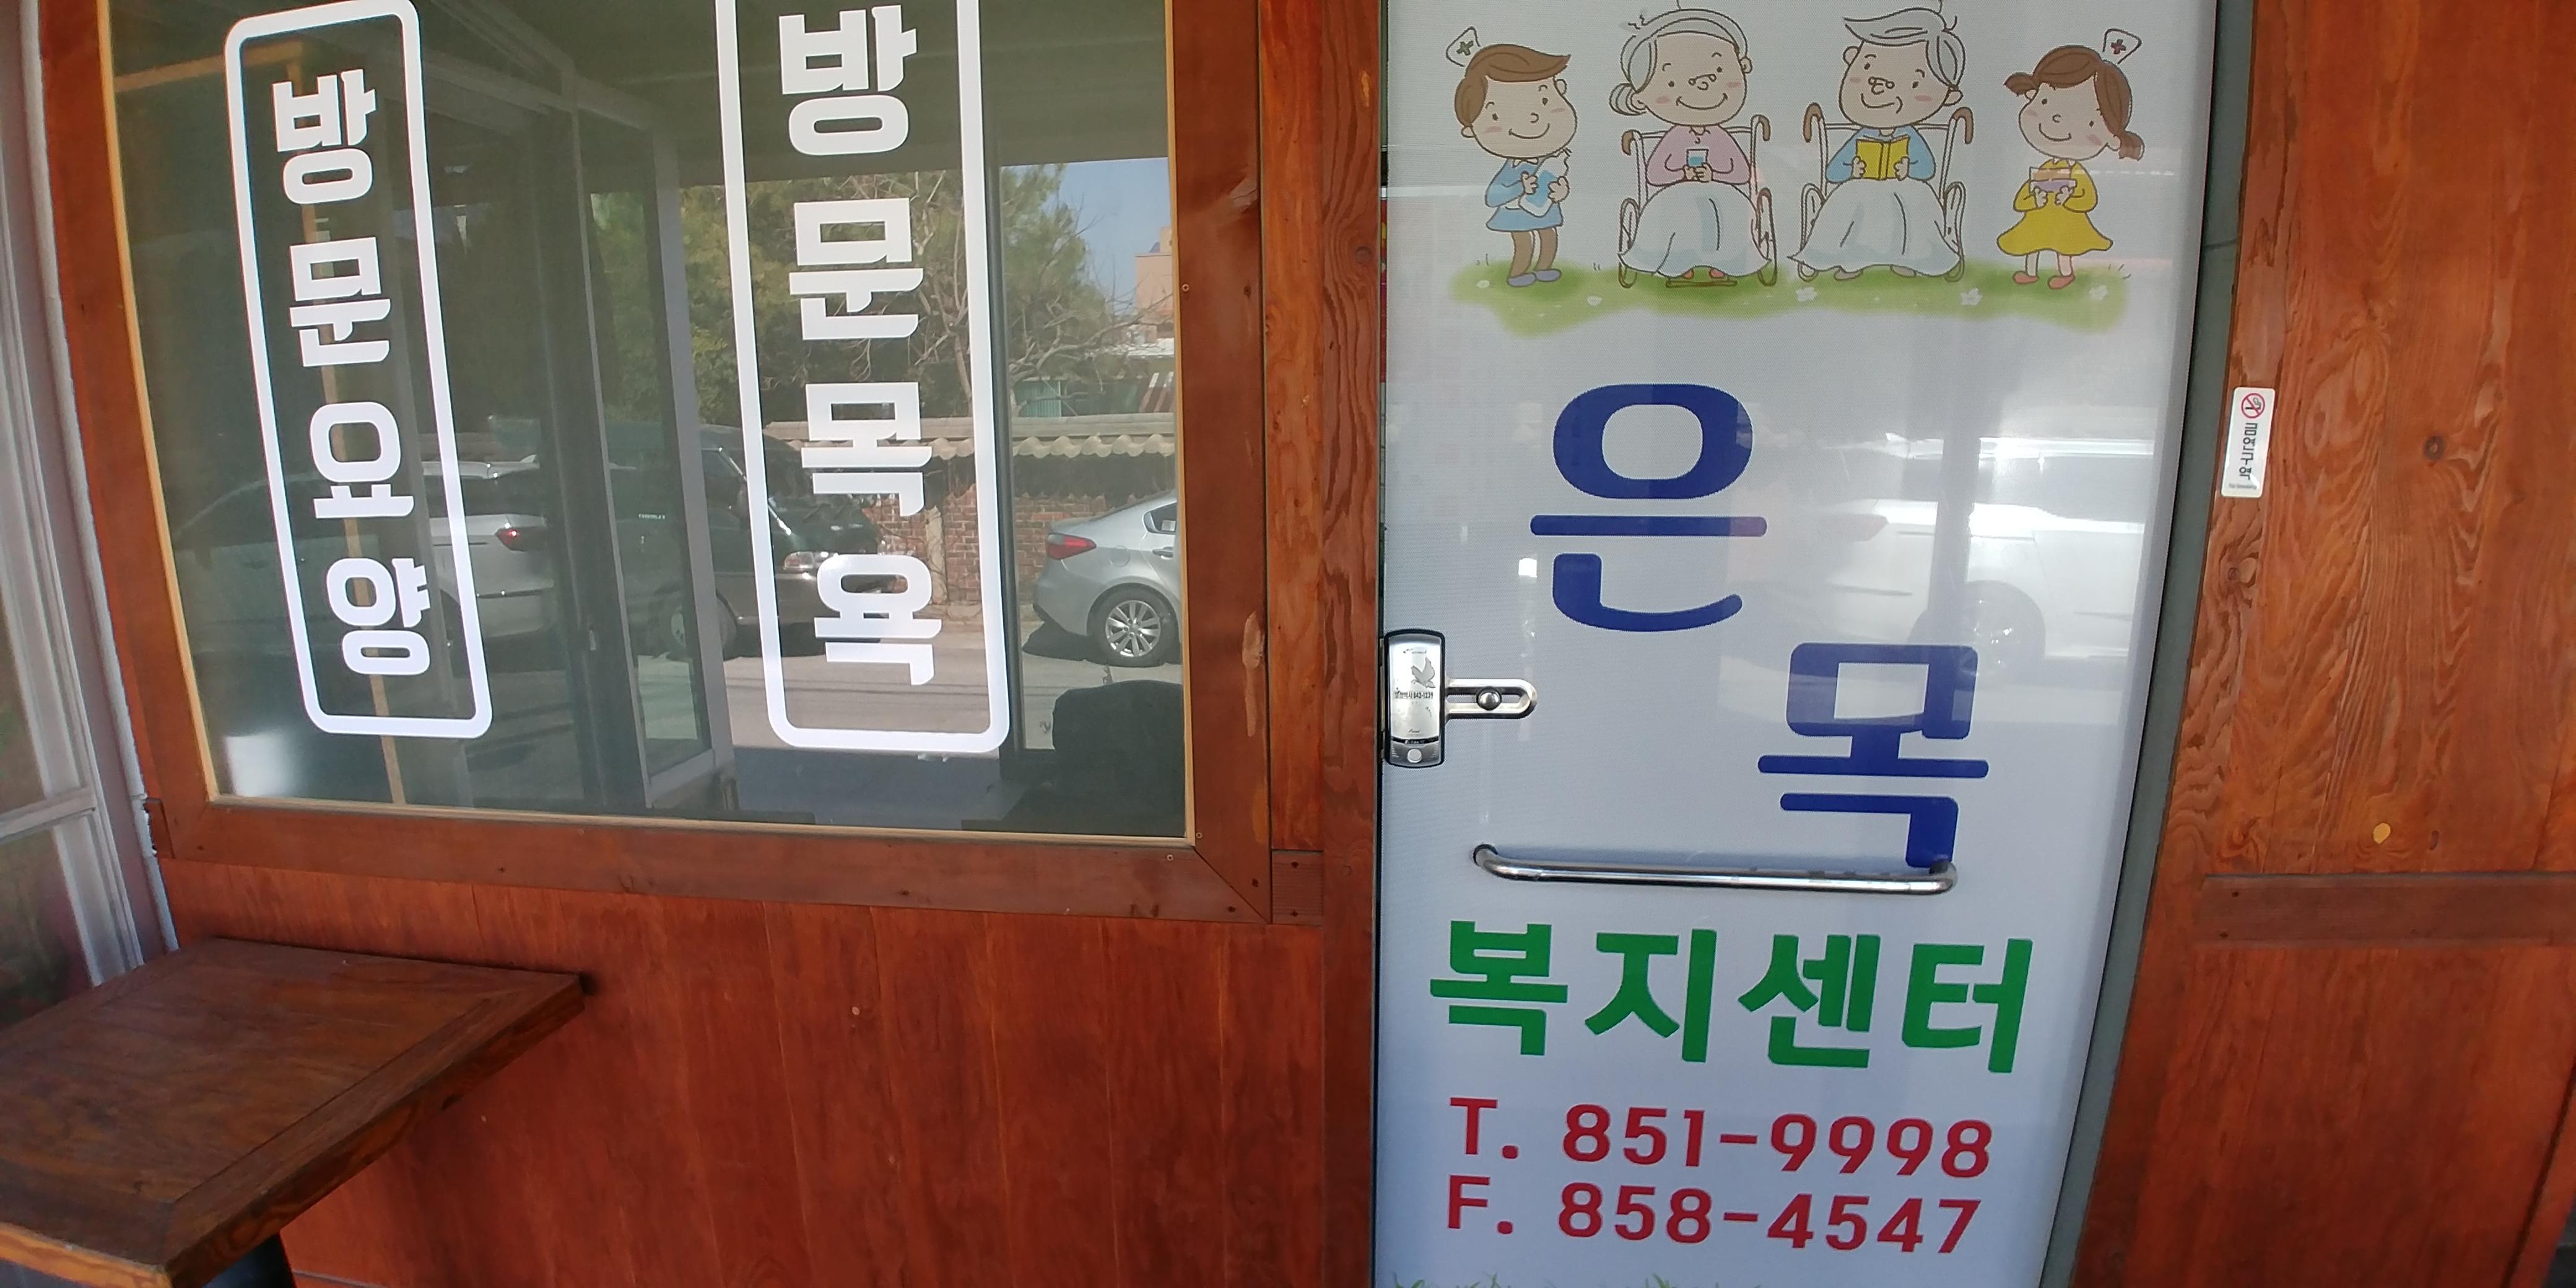 방문요양
방문목욕
은목
복지센터
T. 851-9998
F. 858-4547
금연구역